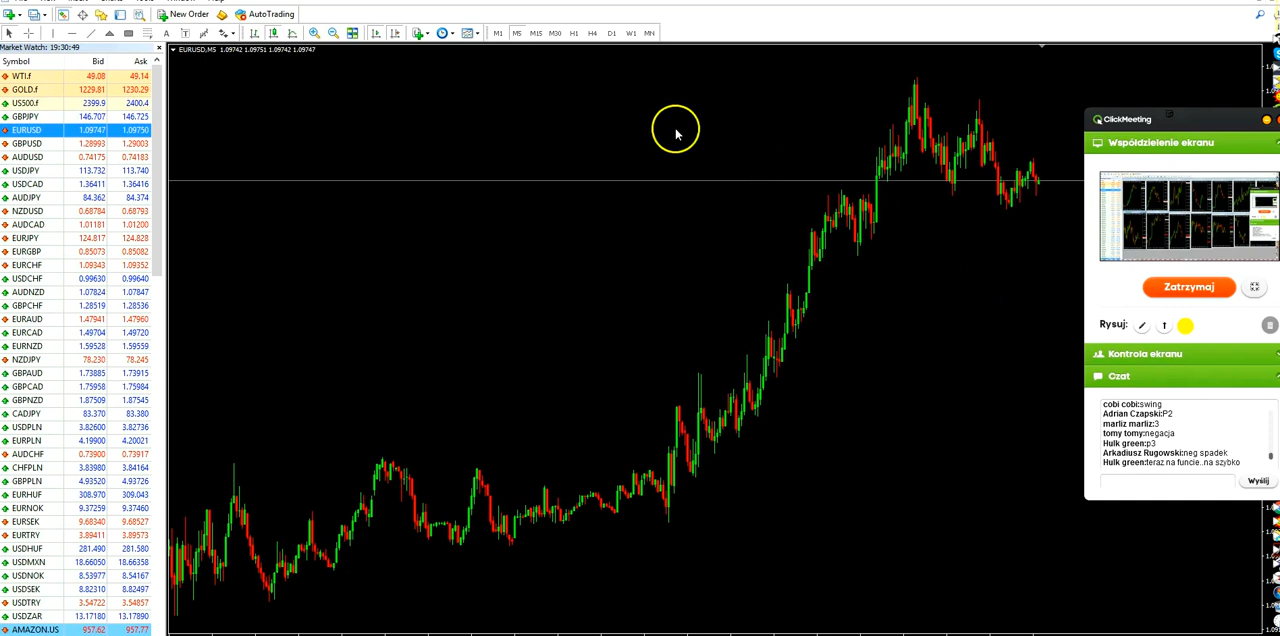 New Order AutoTrading
M1 M5 M15 M30 H1 H4 D1 W1 MN
Market Watch: 19:30:49
Symbol Bid Ask
WTI.f 49.08 49.14
GOLD.f 1229.81 1230.29
US500.f 2399.9 2400.4
GBPJPY 146.707 146.725
EURUSD 1.09747 1.09750
GBPUSD 1.28993 1.29003
AUDUSD 0.74175 0.74183
USDJPY 113.732 113.740
USDCAD 1.36411 1.36416
AUDJPY 84.362 84.374
NZDUSD 0.68784 0.68793
AUDCAD 1.01181 1.01200
EURJPY 124.817 124.828
EURGBP 0.85073 0.85082
EURCHF 1.09343 1.09352
USDCHF 0.99630 0.99640
AUDNZD 1.07824 1.07847
GBPCHF 1.28519 1.28536
EURAUD 1.47941 1.47960
EURCAD 1.49704 1.49720
EURNZD 1.59528 1.59559
NZDJPY 78.230 78.245
GBPAUD 1.73885 1.73915
GBPCAD 1.75958 1.75984
GBPNZD 1.87509 1.87545
CADJPY 83.370 83.380
USDPLN 3.82600 3.82736
EURPLN 4.19900 4.20021
AUDCHF 0.73900 0.73917
CHFPLN 3.83980 3.84164
GBPPLN 4.93520 4.93726
EURHUF 308.970 309.043
EURNOK 9.37259 9.37460
EURSEK 9.68340 9.68527
EURTRY 3.89411 3.89573
USDHUF 281.490 281.580
USDMXN 18.66050 18.66358
USDNOK 8.53977 8.54167
USDSEK 8.82310 8.82497
USDTRY 3.54722 3.54857
USDZAR 13.17180 13.17890
AMAZON.US 957.62 957.77
EURUSD,M5 1.09742 1.09751 1.09742 1.09747
ClickMeeting
Współdzielenie ekranu
Zatrzymaj
Rysuj:
Kontrola ekranu
Czat
cobi cobi:swing
Adrian Czapski:P2
marliz marliz:3
tomy tomy:negacja
Hulk green:p3
Arkadiusz Rugowski:neg spadek
Hulk green:teraz na funcie..na szybko
Wyślij